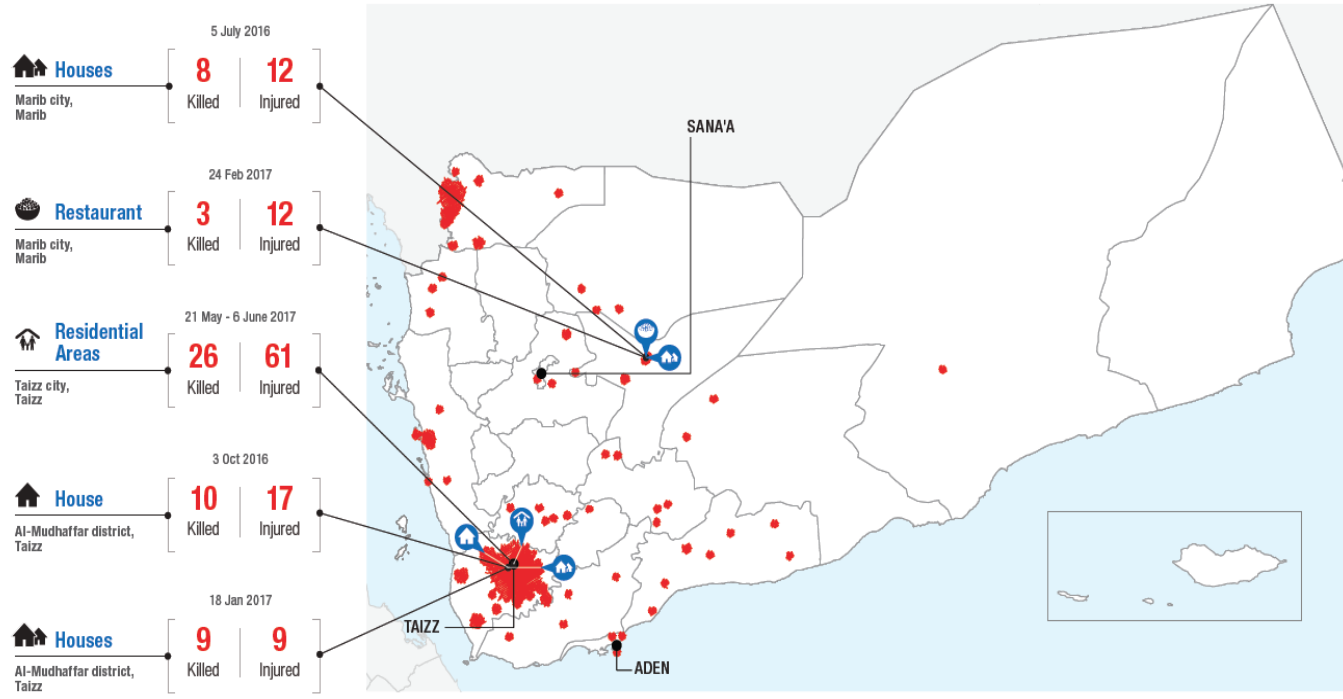 5 July 2016
Houses
8
12
Killed
Injured
Marib city,
Marib
24 Feb 2017
Restaurant
3
12
Killed
Injured
Marib city,
Marib
21 May - 6 June 2017
Residential
Areas
26
61
Killed
Injured
Taizz city,
Taizz
3 Oct 2016
House
10
17
Killed
Injured
Al-Mudhaffar district,
Taizz
18 Jan 2017
Houses
9
9
Killed
Injured
Al-Mudhaffar district,
Taizz
SANA'A
TAIZZ
ADEN